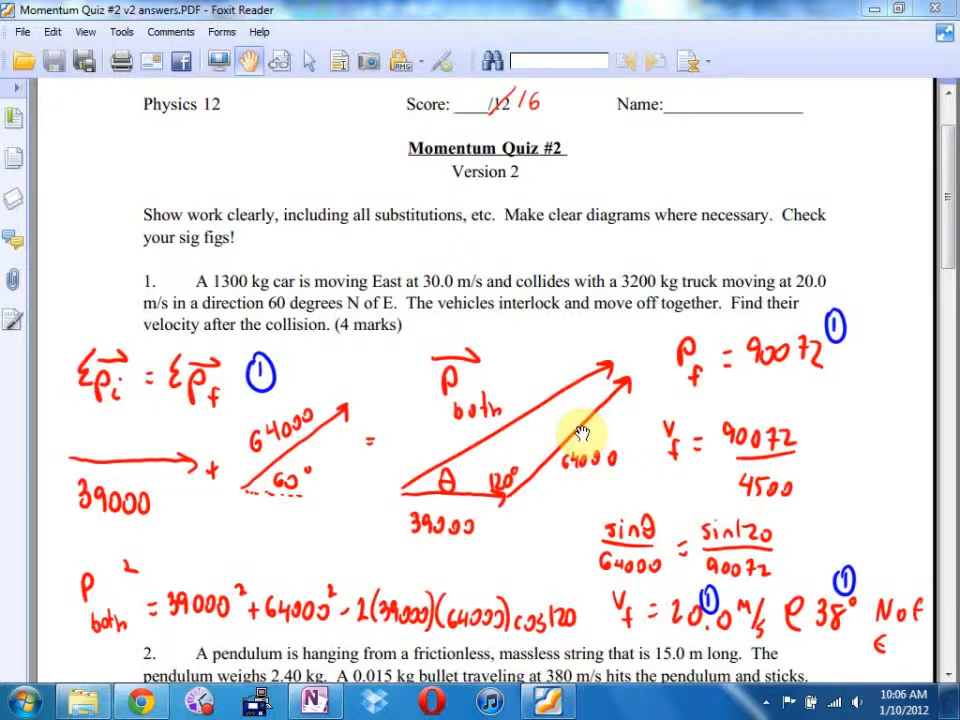 Momentum Quiz #2 v2 answers.PDF - Foxit Reader
File Edit View Tools Comments Forms Help
Physics 12 Score: ____/12 16 Name:______________
Momentum Quiz #2
Version 2
Show work clearly, including all substitutions, etc. Make clear diagrams where necessary. Check
your sig figs!
1. A 1300 kg car is moving East at 30.0 m/s and collides with a 3200 kg truck moving at 20.0
m/s in a direction 60 degrees N of E. The vehicles interlock and move off together. Find their
velocity after the collision. (4 marks)
Σpi = Σpf ①
39000 + 64000 60° =
p both
θ 120° 64000
39000
Pf = 90072 ①
vf = 90072 / 4500
sinθ / 64000 = sin120 / 90072
P both ² = 39000² + 64000² - 2(39000)(64000)cos120
vf = 20.0 ① m/s @ 38° ① N of E
2. A pendulum is hanging from a frictionless, massless string that is 15.0 m long. The
pendulum weighs 2.40 kg. A 0.015 kg bullet traveling at 380 m/s hits the pendulum and sticks.
10:06 AM
1/10/2012